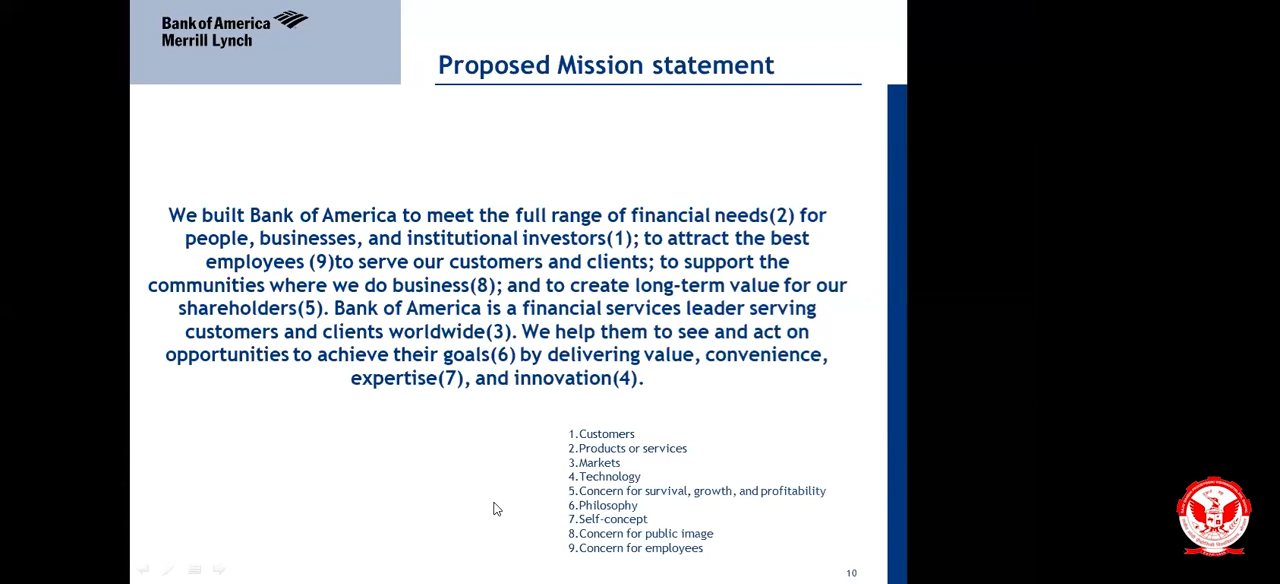 Bank of America
Merrill Lynch
Proposed Mission statement
We built Bank of America to meet the full range of financial needs(2) for
people, businesses, and institutional investors(1); to attract the best
employees (9)to serve our customers and clients; to support the
communities where we do business(8); and to create long-term value for our
shareholders(5). Bank of America is a financial services leader serving
customers and clients worldwide(3). We help them to see and act on
opportunities to achieve their goals(6) by delivering value, convenience,
expertise(7), and innovation(4).
1.Customers
2.Products or services
3.Markets
4.Technology
5.Concern for survival, growth, and profitability
6.Philosophy
7.Self-concept
8.Concern for public image
9.Concern for employees
10